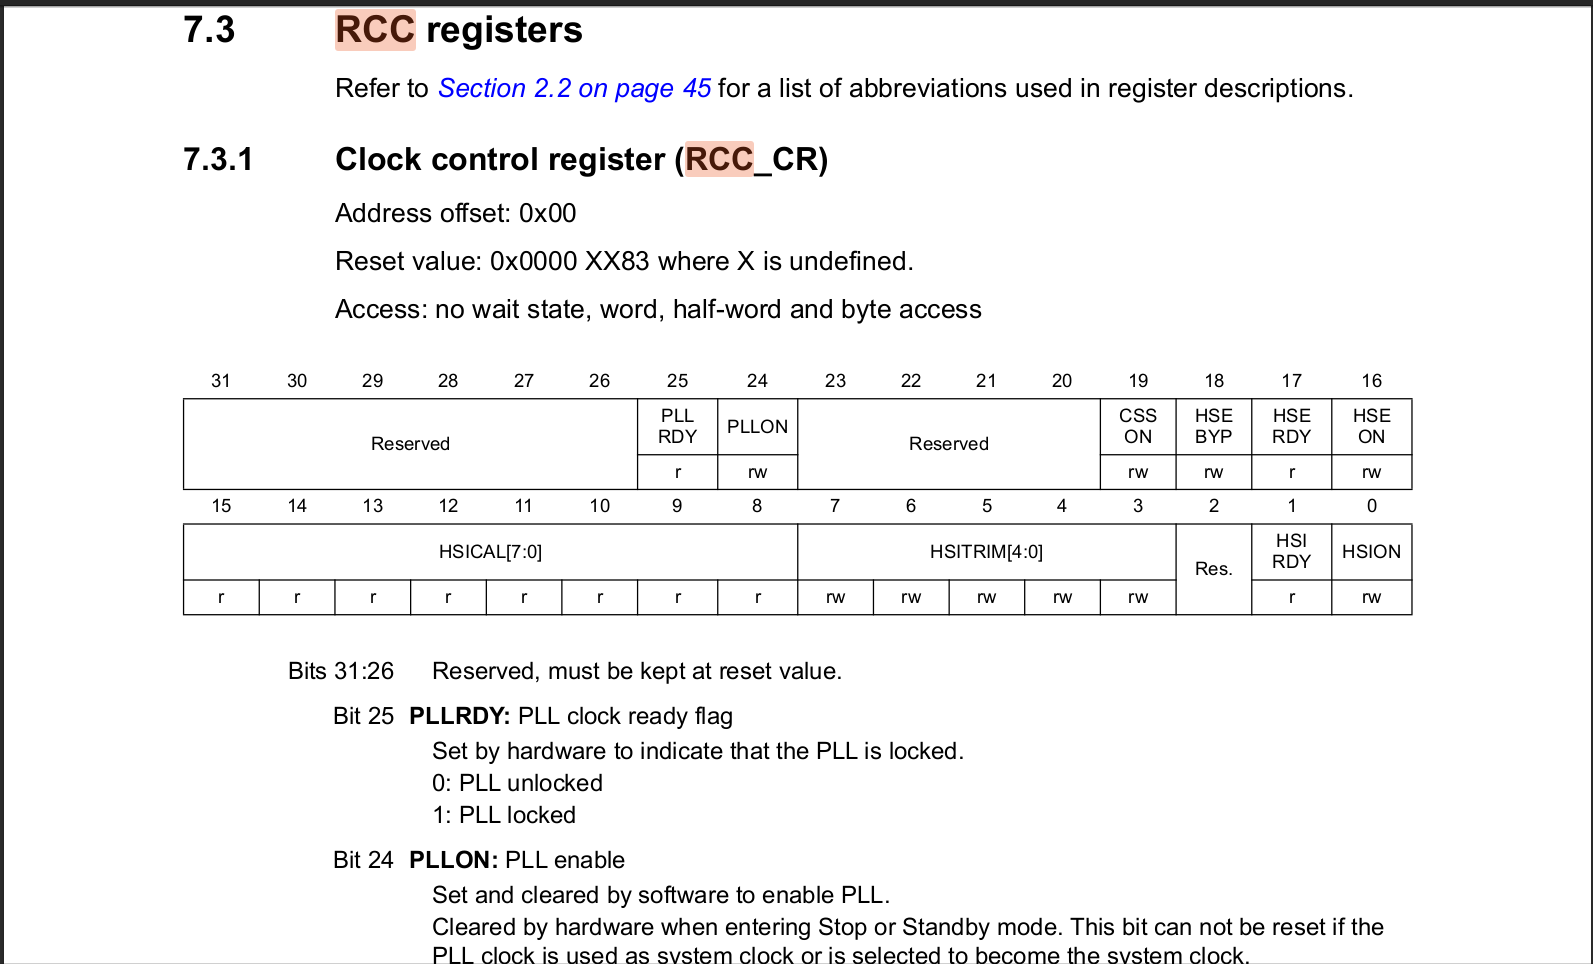 7.3 RCC registers
Refer to Section 2.2 on page 45 for a list of abbreviations used in register descriptions.
7.3.1 Clock control register (RCC_CR)
Address offset: 0x00
Reset value: 0x0000 XX83 where X is undefined.
Access: no wait state, word, half-word and byte access
31 30 29 28 27 26 25 24 23 22 21 20 19 18 17 16
Reserved PLL RDY PLLON Reserved CSS ON HSE BYP HSE RDY HSE ON
r rw rw rw r rw
15 14 13 12 11 10 9 8 7 6 5 4 3 2 1 0
HSICAL[7:0] HSITRIM[4:0] Res. HSI RDY HSION
r r r r r r r r rw rw rw rw rw r rw
Bits 31:26 Reserved, must be kept at reset value.
Bit 25 PLLRDY: PLL clock ready flag
Set by hardware to indicate that the PLL is locked.
0: PLL unlocked
1: PLL locked
Bit 24 PLLON: PLL enable
Set and cleared by software to enable PLL.
Cleared by hardware when entering Stop or Standby mode. This bit can not be reset if the
PLL clock is used as system clock or is selected to become the system clock.